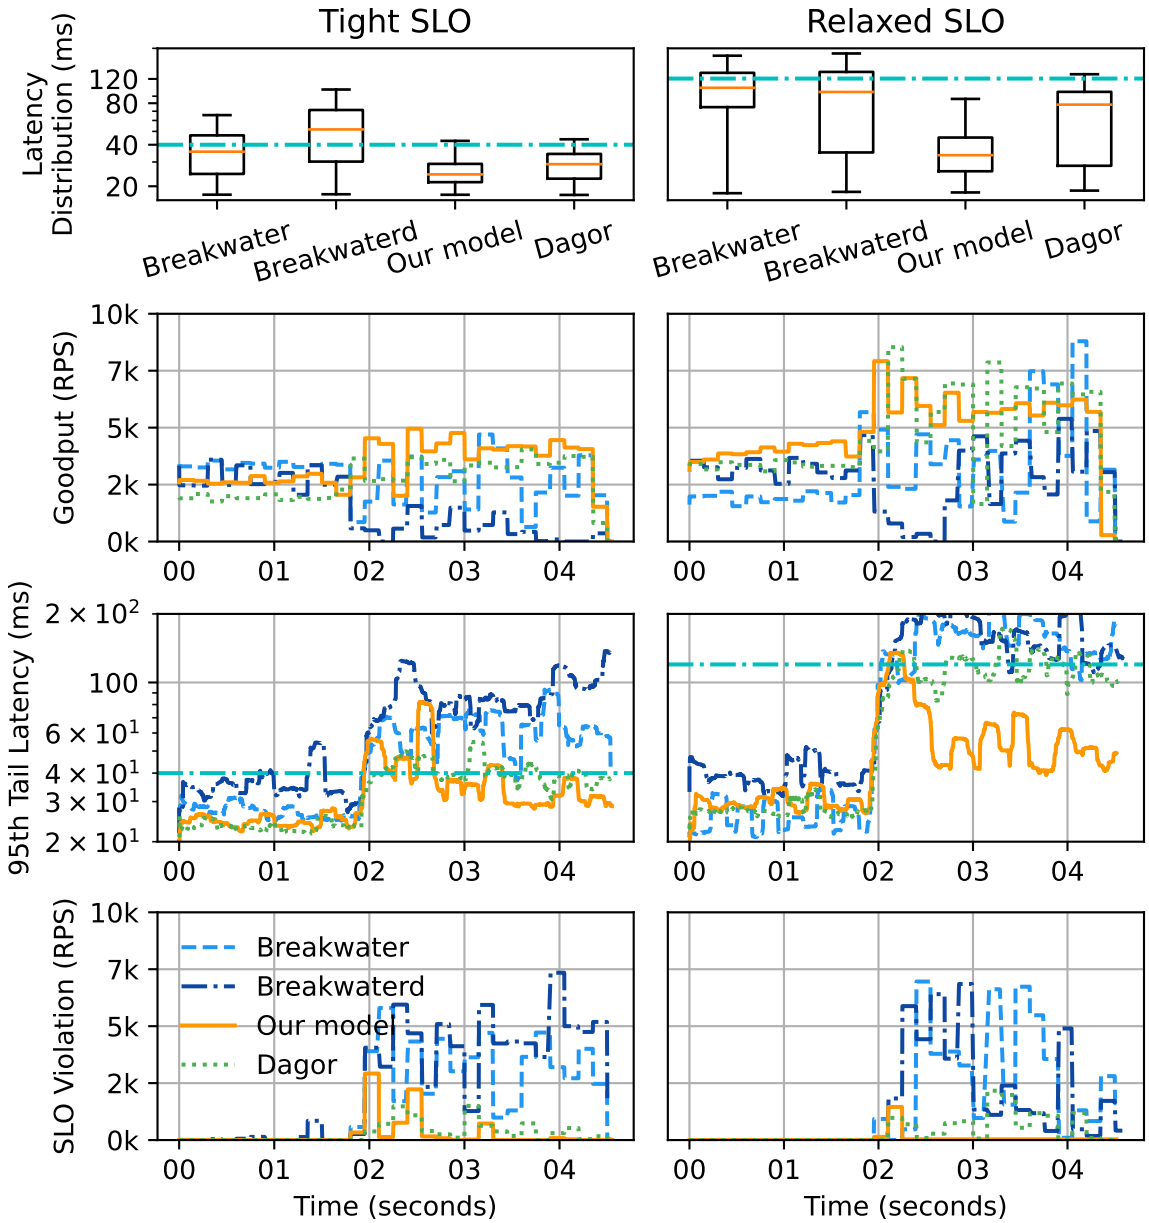 Tight SLO
Relaxed SLO
Latency
Distribution (ms)
120
80
40
20
Breakwater
Breakwaterd
Our model
Dagor
Breakwater
Breakwaterd
Our model
Dagor
Goodput (RPS)
10k
7k
5k
2k
0k
00 01 02 03 04
00 01 02 03 04
95th Tail Latency (ms)
2 × 10²
100
6 × 10¹
4 × 10¹
3 × 10¹
2 × 10¹
00 01 02 03 04
00 01 02 03 04
SLO Violation (RPS)
10k
7k
5k
2k
0k
Breakwater
Breakwaterd
Our model
Dagor
00 01 02 03 04
00 01 02 03 04
Time (seconds)
Time (seconds)